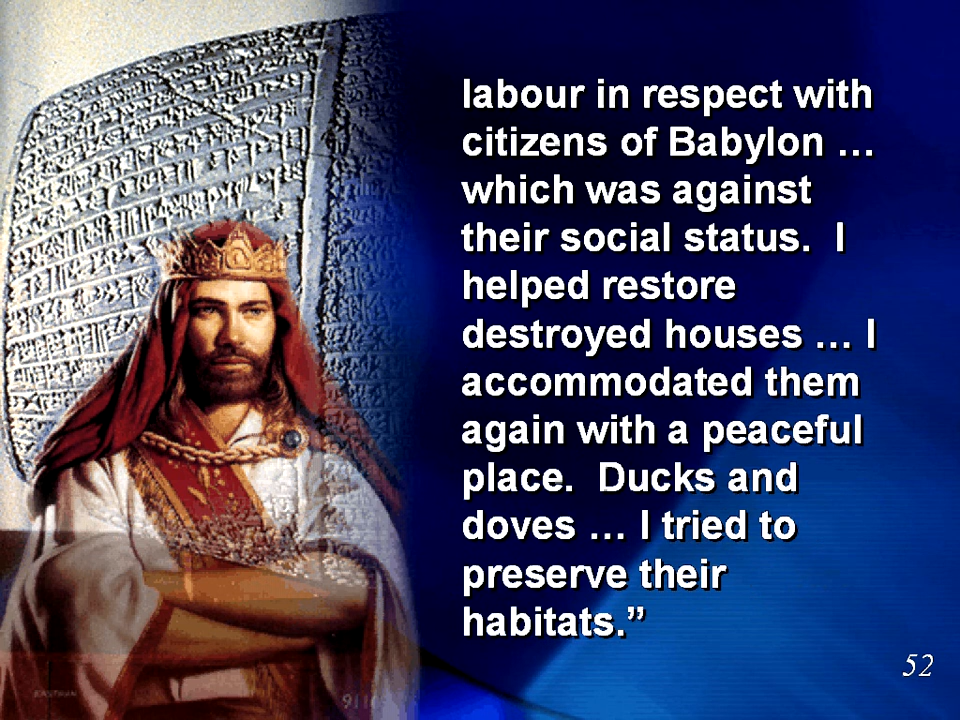 labour in respect with
citizens of Babylon …
which was against
their social status.  I
helped restore
destroyed houses … I
accommodated them
again with a peaceful
place.  Ducks and
doves … I tried to
preserve their
habitats.”
52